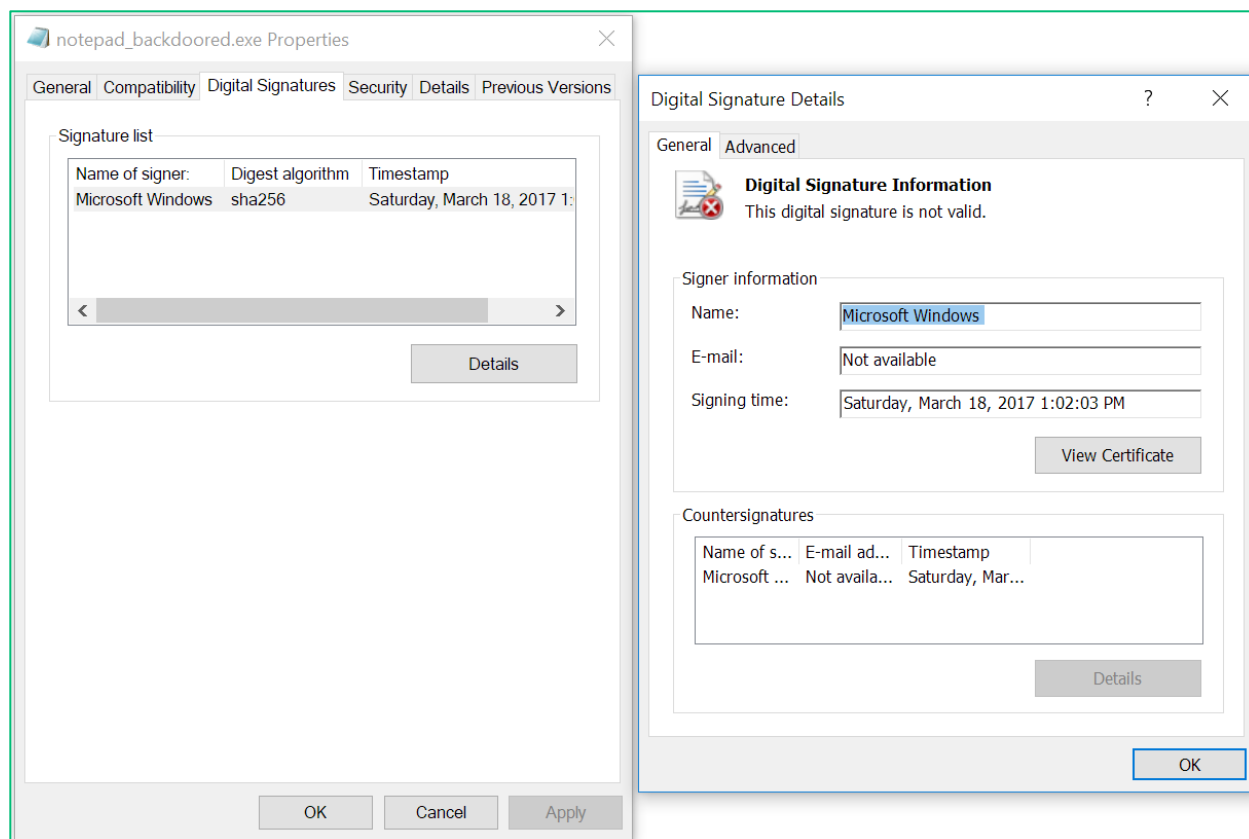 notepad_backdoored.exe Properties
General Compatibility Digital Signatures Security Details Previous Versions
Signature list
Name of signer: Digest algorithm Timestamp
Microsoft Windows sha256 Saturday, March 18, 2017 1:
Details
OK Cancel Apply
Digital Signature Details
General Advanced
Digital Signature Information
This digital signature is not valid.
Signer information
Name: Microsoft Windows
E-mail: Not available
Signing time: Saturday, March 18, 2017 1:02:03 PM
View Certificate
Countersignatures
Name of s... E-mail ad... Timestamp
Microsoft ... Not availa... Saturday, Mar...
Details
OK